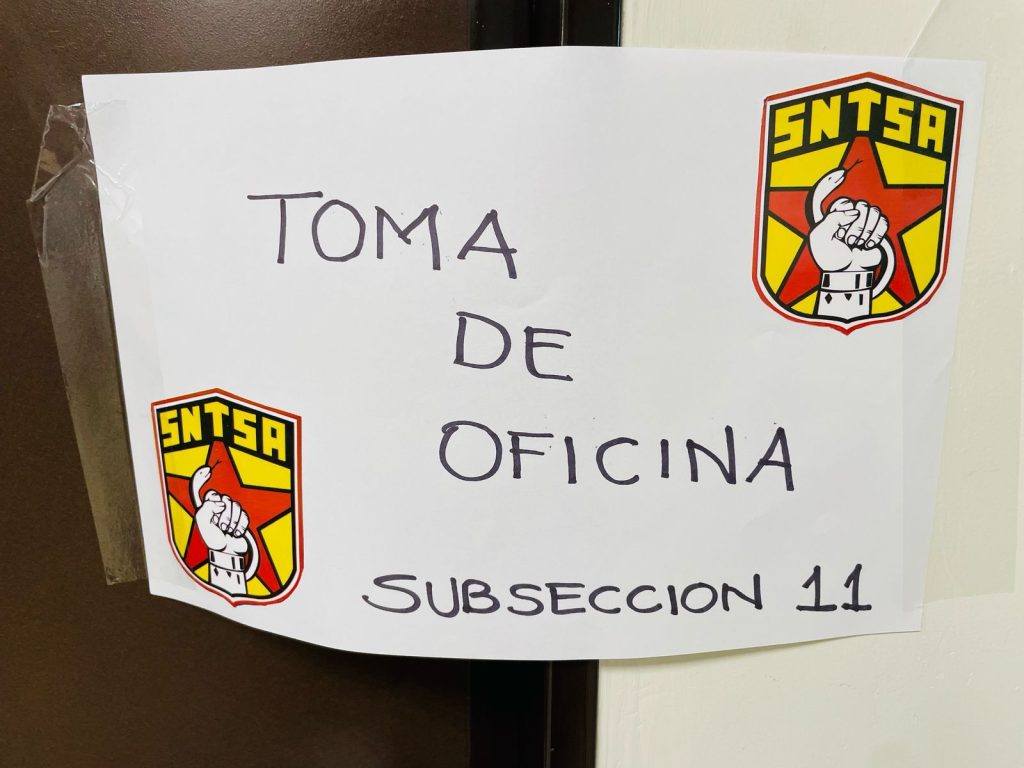 SNTSA
TOMA
DE
OFICINA
SNTSA
SUBSECCION 11